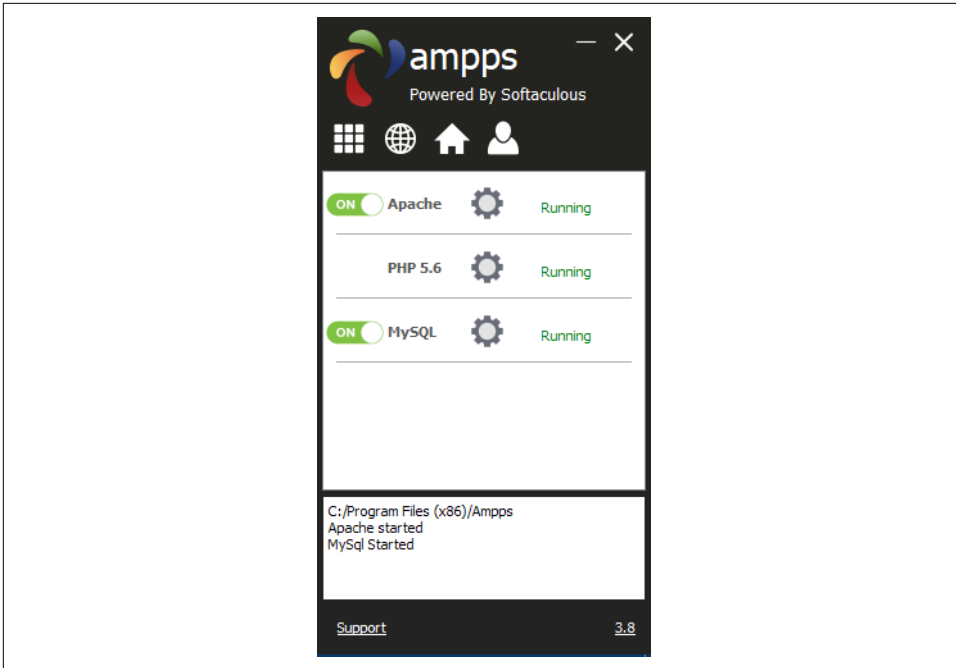 ampps
Powered By Softaculous
ON Apache Running
PHP 5.6 Running
ON MySQL Running
C:/Program Files (x86)/Ampps
Apache started
MySql Started
Support 3.8